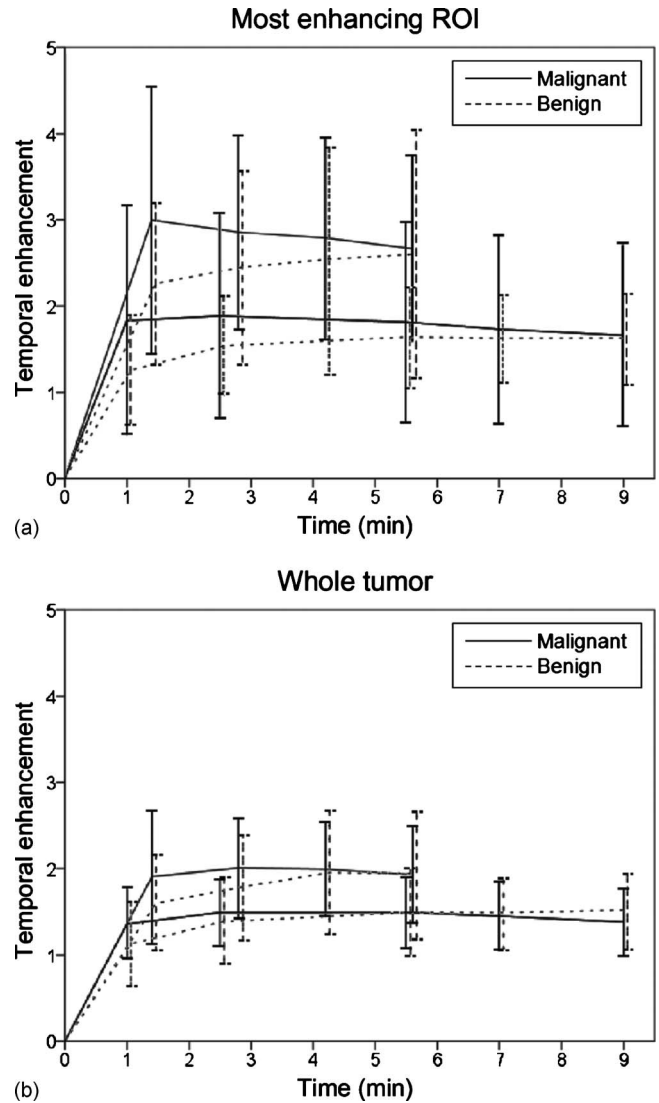 Most enhancing ROI
5
4
3
2
1
0
Temporal enhancement
Malignant
Benign
0 1 2 3 4 5 6 7 8 9
Time (min)
(a)
Whole tumor
5
4
3
2
1
0
Temporal enhancement
Malignant
Benign
0 1 2 3 4 5 6 7 8 9
Time (min)
(b)